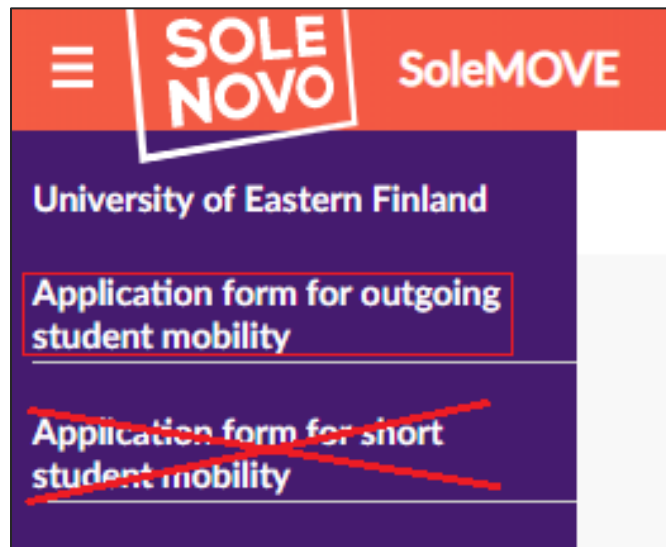 SOLE
NOVO
SoleMOVE
University of Eastern Finland
Application form for outgoing
student mobility
Application form for short
student mobility